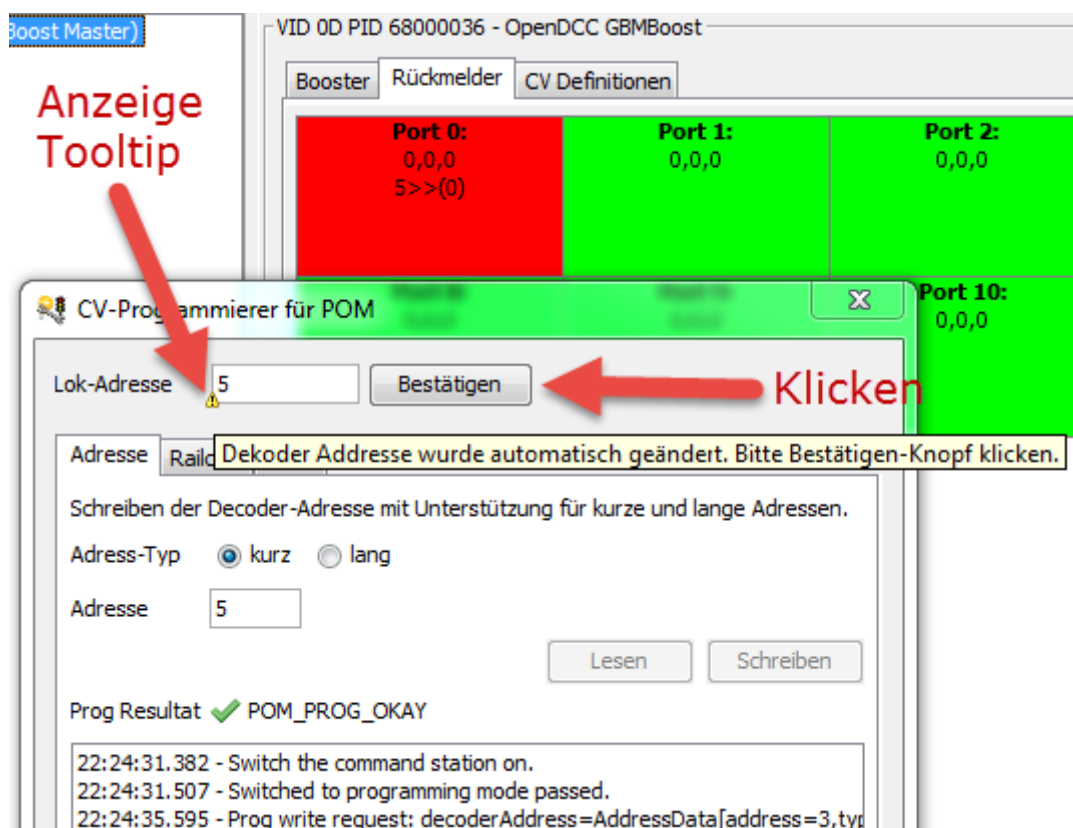 Boost Master)
VID 0D PID 68000036 - OpenDCC GBMBoost
Booster Rückmelder CV Definitionen
Anzeige
Tooltip
Port 0:
0,0,0
5>>(0)
Port 1:
0,0,0
Port 2:
0,0,0
Port 10:
0,0,0
CV-Programmierer für POM
Lok-Adresse 5 Bestätigen
Klicken
Adresse Railc
Dekoder Addresse wurde automatisch geändert. Bitte Bestätigen-Knopf klicken.
Schreiben der Decoder-Adresse mit Unterstützung für kurze und lange Adressen.
Adress-Typ kurz lang
Adresse 5
Lesen Schreiben
Prog Resultat POM_PROG_OKAY
22:24:31.382 - Switch the command station on.
22:24:31.507 - Switched to programming mode passed.
22:24:35.595 - Prog write request: decoderAddress=AddressData[address=3,typ